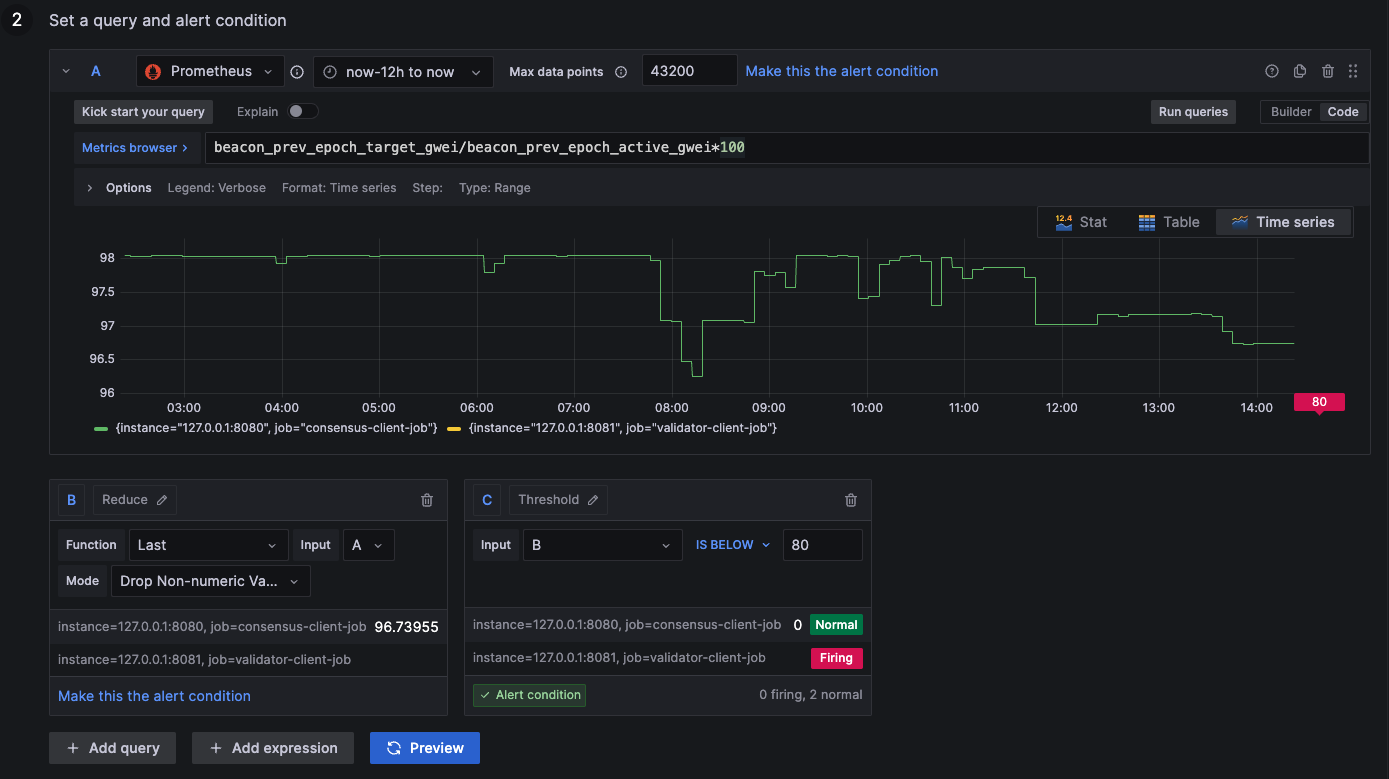 2 Set a query and alert condition
A Prometheus now-12h to now Max data points 43200 Make this the alert condition
Kick start your query Explain Run queries Builder Code
Metrics browser > beacon_prev_epoch_target_gwei/beacon_prev_epoch_active_gwei*100
Options Legend: Verbose Format: Time series Step: Type: Range
12.4 Stat Table Time series
98
97.5
97
96.5
96
03:00 04:00 05:00 06:00 07:00 08:00 09:00 10:00 11:00 12:00 13:00 14:00 80
{instance="127.0.0.1:8080", job="consensus-client-job"} {instance="127.0.0.1:8081", job="validator-client-job"}
B Reduce
Function Last Input A
Mode Drop Non-numeric Va...
instance=127.0.0.1:8080, job=consensus-client-job 96.73955
instance=127.0.0.1:8081, job=validator-client-job
Make this the alert condition
C Threshold
Input B IS BELOW 80
instance=127.0.0.1:8080, job=consensus-client-job 0 Normal
instance=127.0.0.1:8081, job=validator-client-job Firing
Alert condition 0 firing, 2 normal
+ Add query + Add expression Preview